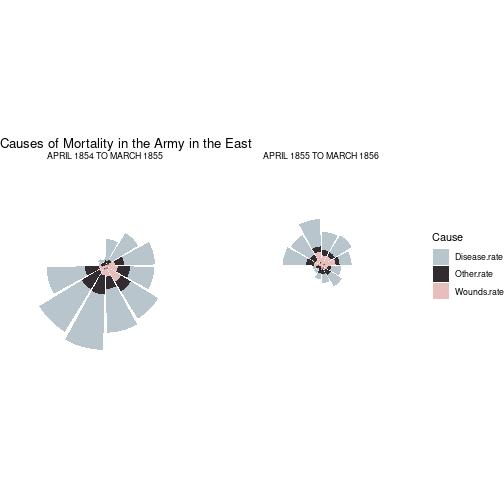 Causes of Mortality in the Army in the East
APRIL 1854 TO MARCH 1855
APRIL 1855 TO MARCH 1856
Cause
Disease.rate
Other.rate
Wounds.rate